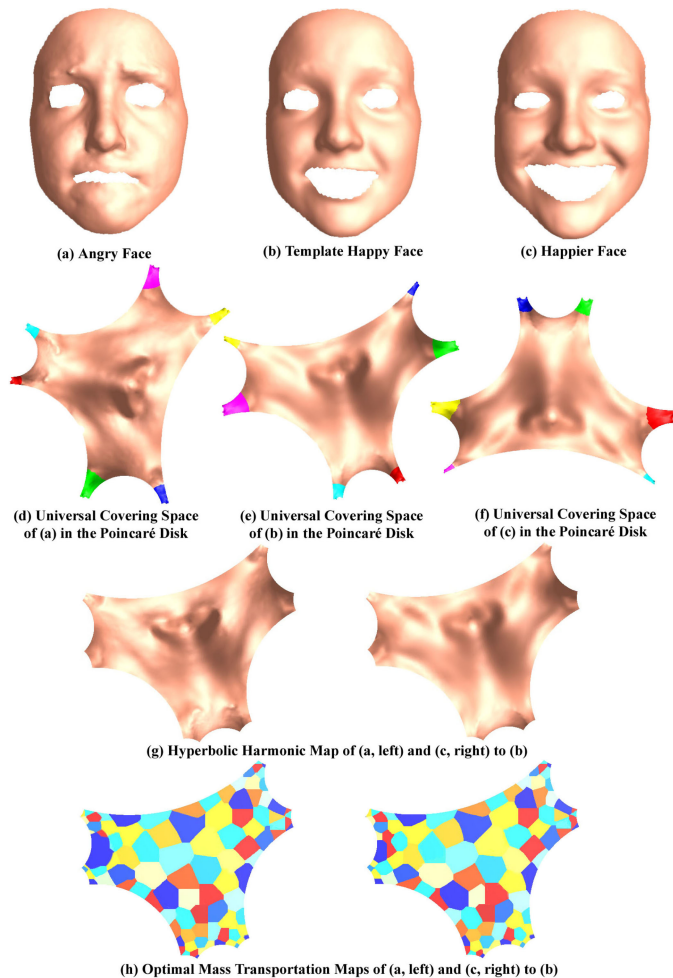 (a) Angry Face
(b) Template Happy Face
(c) Happier Face
(d) Universal Covering Space
of (a) in the Poincaré Disk
(e) Universal Covering Space
of (b) in the Poincaré Disk
(f) Universal Covering Space
of (c) in the Poincaré Disk
(g) Hyperbolic Harmonic Map of (a, left) and (c, right) to (b)
(h) Optimal Mass Transportation Maps of (a, left) and (c, right) to (b)